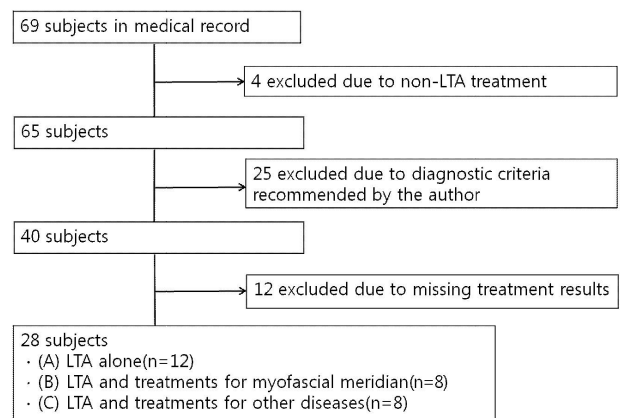 69 subjects in medical record
4 excluded due to non-LTA treatment
65 subjects
25 excluded due to diagnostic criteria
recommended by the author
40 subjects
12 excluded due to missing treatment results
28 subjects
· (A) LTA alone(n=12)
· (B) LTA and treatments for myofascial meridian(n=8)
· (C) LTA and treatments for other diseases(n=8)